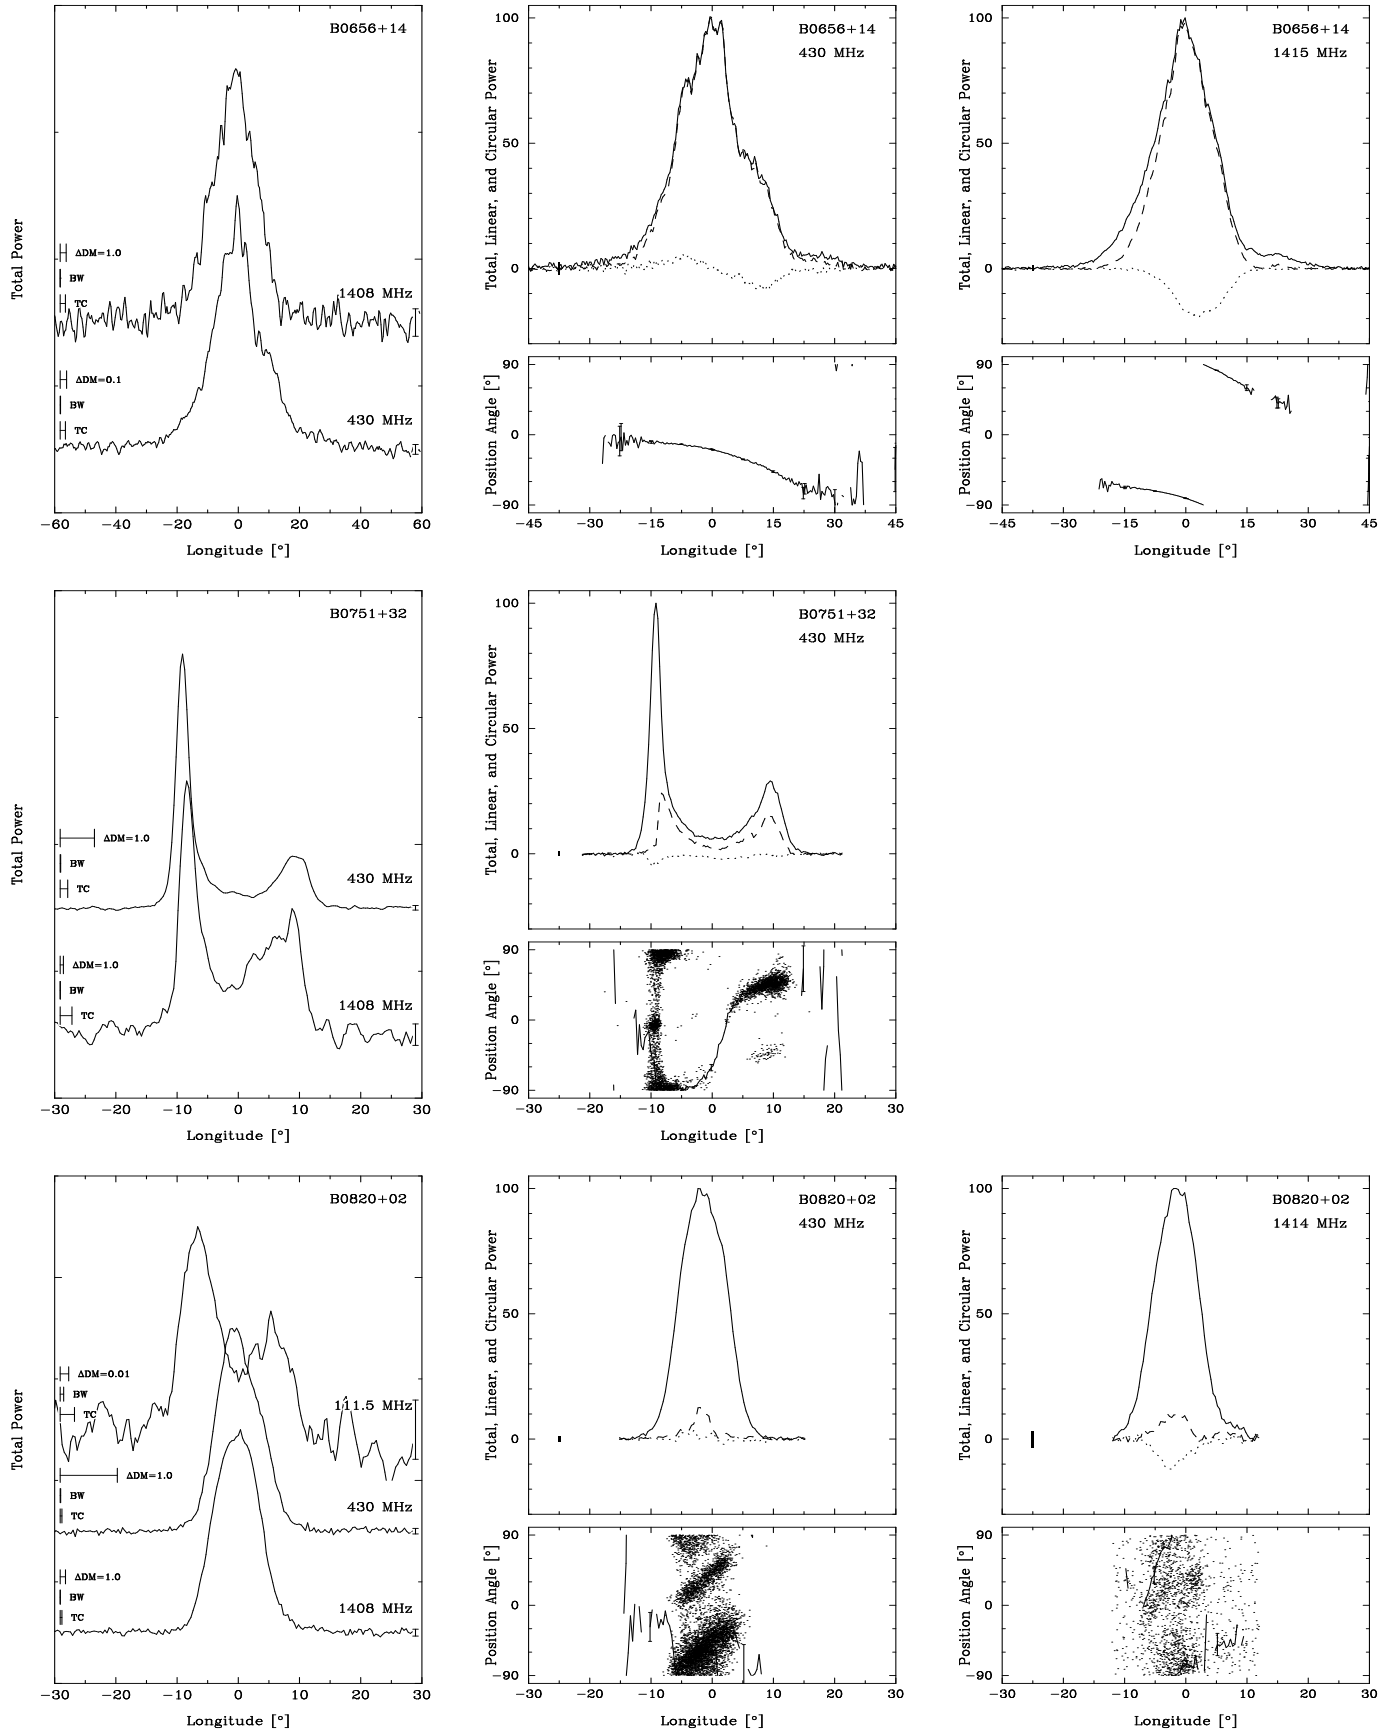 B0656+14
Total Power
ΔDM=1.0
BW
TC
1408 MHz
ΔDM=0.1
BW
TC
430 MHz
−60 −40 −20 0 20 40 60
Longitude [°]
B0656+14
430 MHz
Total, Linear, and Circular Power
100
50
0
Position Angle [°]
90
0
−90
−45 −30 −15 0 15 30 45
Longitude [°]
B0656+14
1415 MHz
Total, Linear, and Circular Power
100
50
0
Position Angle [°]
90
0
−90
−45 −30 −15 0 15 30 45
Longitude [°]
B0751+32
Total Power
ΔDM=1.0
BW
TC
430 MHz
ΔDM=1.0
BW
TC
1408 MHz
−30 −20 −10 0 10 20 30
Longitude [°]
B0751+32
430 MHz
Total, Linear, and Circular Power
100
50
0
Position Angle [°]
90
0
−90
−30 −20 −10 0 10 20 30
Longitude [°]
B0820+02
Total Power
ΔDM=0.01
BW
TC
111.5 MHz
ΔDM=1.0
BW
TC
430 MHz
ΔDM=1.0
BW
TC
1408 MHz
−30 −20 −10 0 10 20 30
Longitude [°]
B0820+02
430 MHz
Total, Linear, and Circular Power
100
50
0
Position Angle [°]
90
0
−90
−30 −20 −10 0 10 20 30
Longitude [°]
B0820+02
1414 MHz
Total, Linear, and Circular Power
100
50
0
Position Angle [°]
90
0
−90
−30 −20 −10 0 10 20 30
Longitude [°]